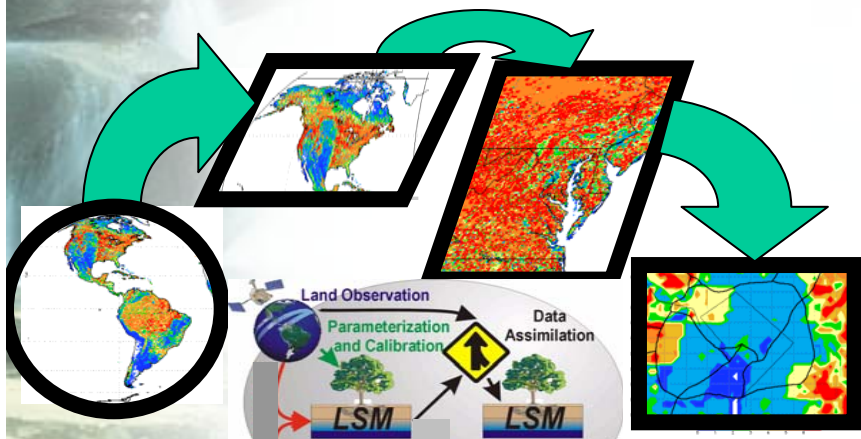 Land Observation
Parameterization
and Calibration
Data
Assimilation
LSM
LSM